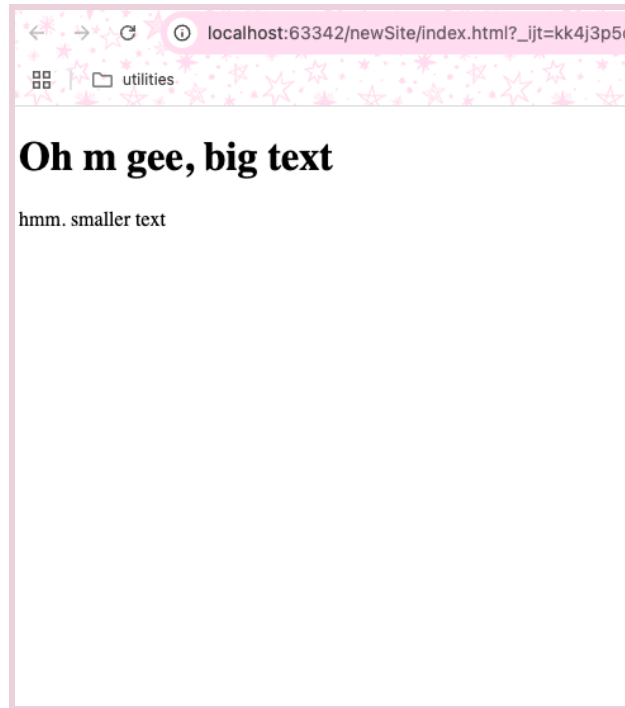 localhost:63342/newSite/index.html?_ijt=kk4j3p5
utilities
Oh m gee, big text
hmm. smaller text